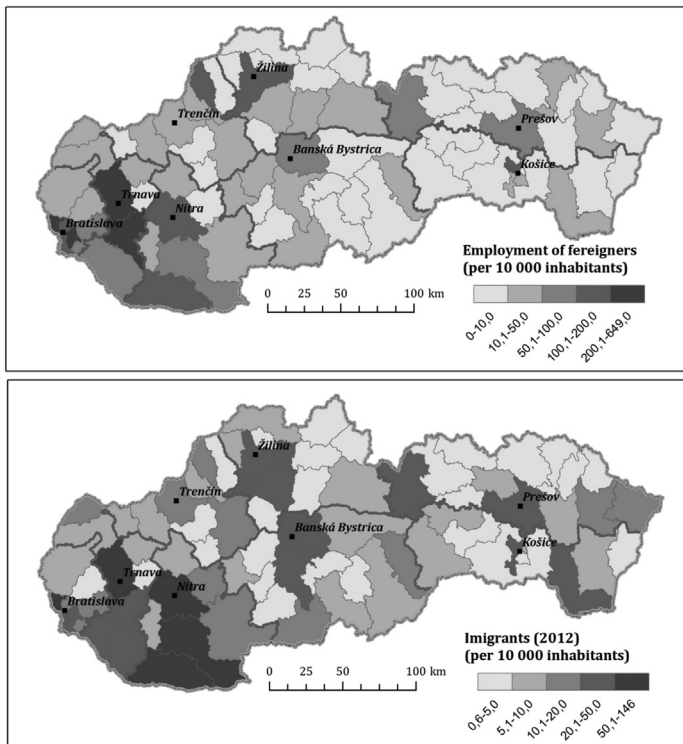 Žilina
Trenčín
Prešov
Banská Bystrica
Košice
Trnava
Nitra
Bratislava
Employment of fereigners
(per 10 000 inhabitants)
0 25 50 100 km
0-10,0
10,1-50,0
50,1-100,0
100,1-200,0
200,1-649,0
Žilina
Trenčín
Prešov
Banská Bystrica
Košice
Trnava
Nitra
Bratislava
Imigrants (2012)
(per 10 000 inhabitants)
0 25 50 100 km
0,6-5,0
5,1-10,0
10,1-20,0
20,1-50,0
50,1-146